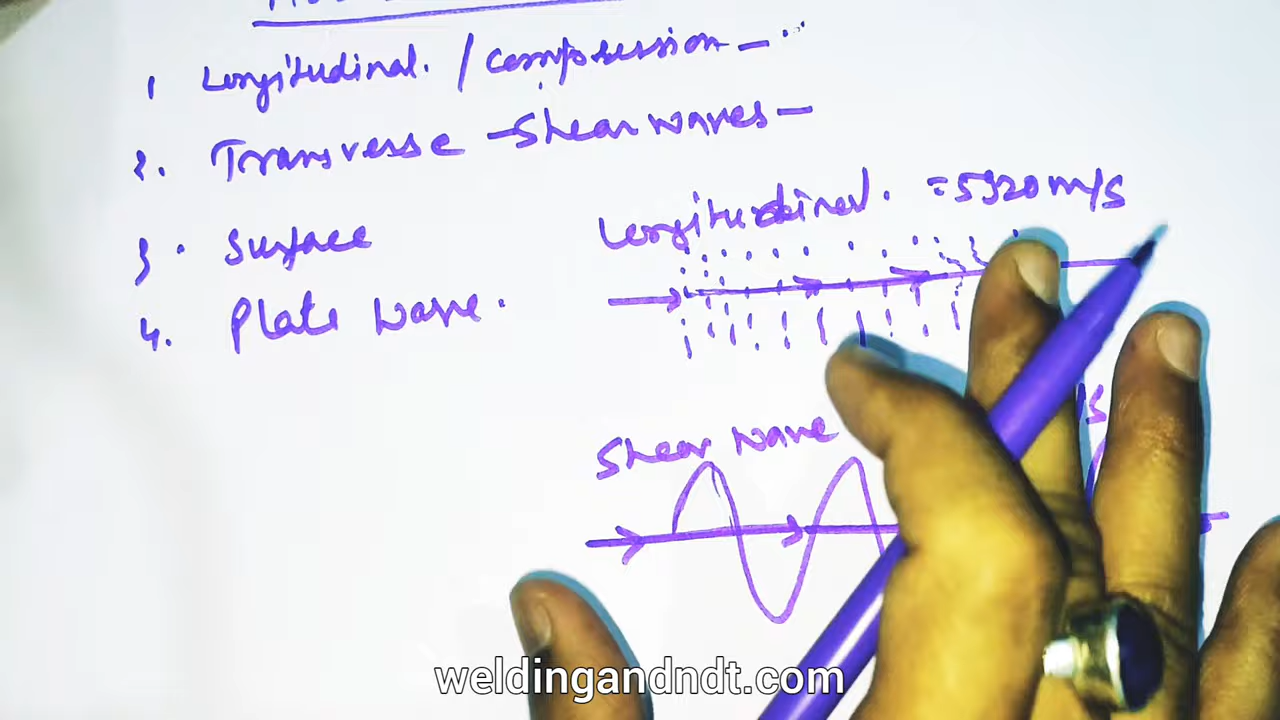 1 Longitudinal. / Compression -
2. Transverse - Shear waves -
3. Surface
4. Plate wave.
Longitudinal. = 5920 m/s
Shear wave
/s
weldingandndt.com